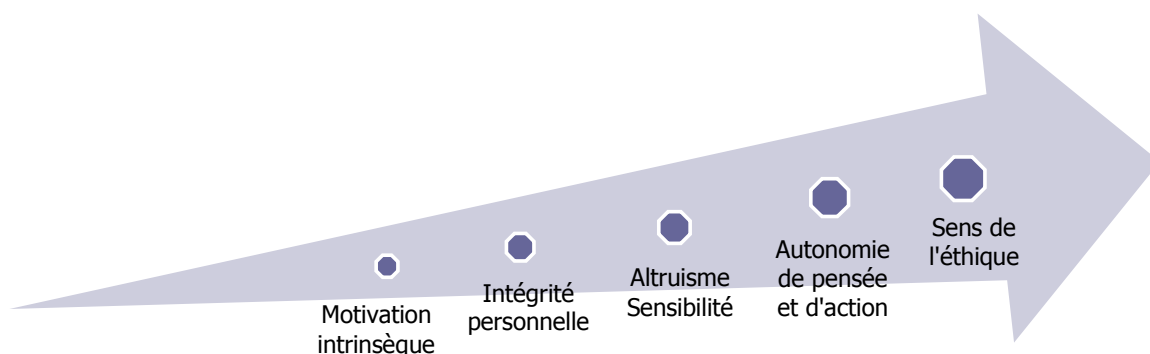 Motivation
intrinsèque
Intégrité
personnelle
Altruisme
Sensibilité
Autonomie
de pensée
et d'action
Sens de
l'éthique